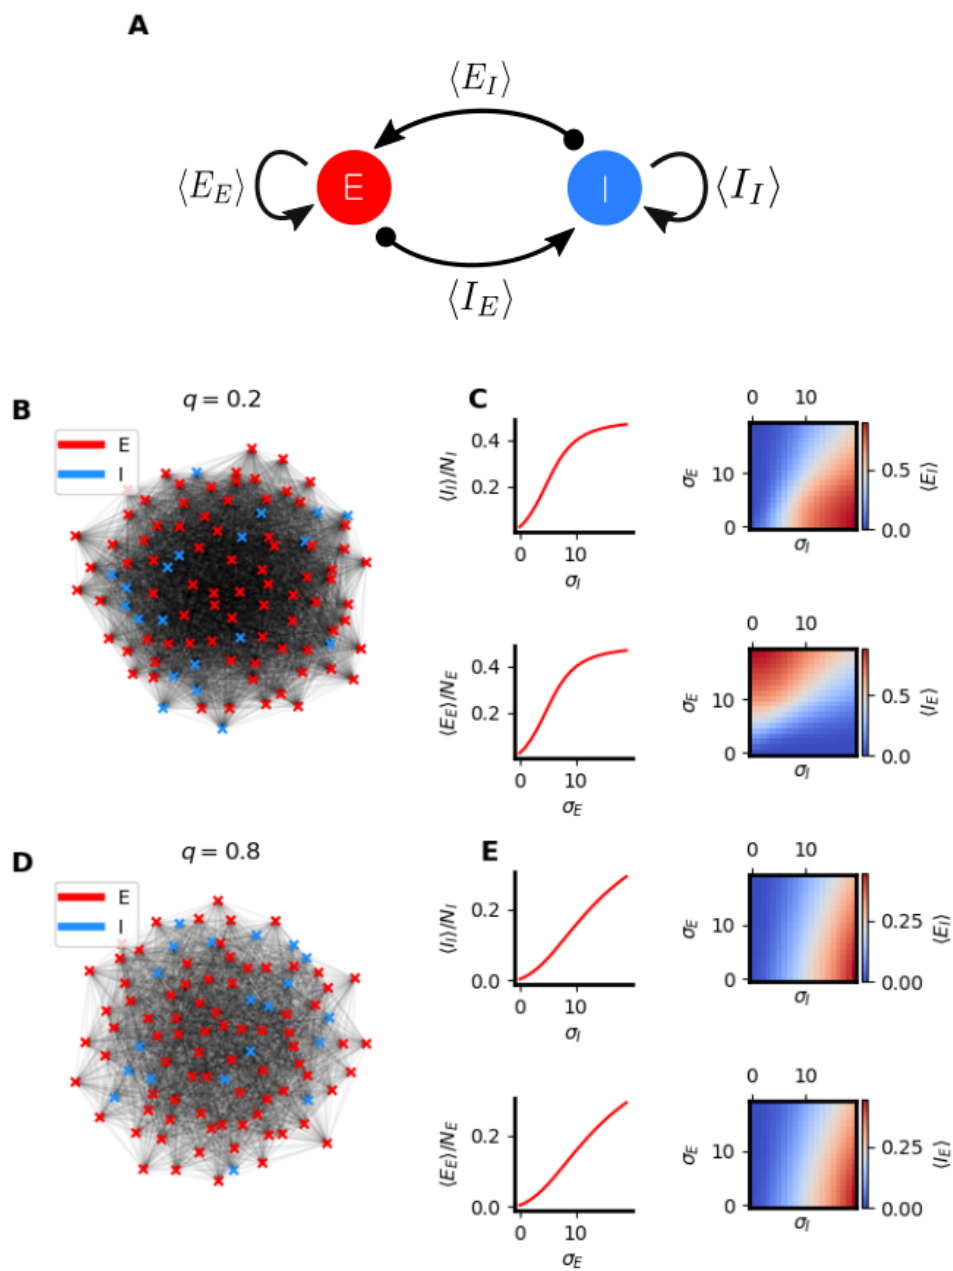 A
⟨E_I⟩
⟨E_E⟩
E
I
⟨I_I⟩
⟨I_E⟩
B
q = 0.2
E
I
C
⟨I_I⟩/N_I
0.4
0.2
0
10
σ_I
0
10
σ_E
10
0
σ_I
0.5
0.0
⟨E_I⟩
⟨E_E⟩/N_E
0.4
0.2
0
10
σ_E
0
10
σ_E
10
0
σ_I
0.5
0.0
⟨I_E⟩
D
q = 0.8
E
I
E
⟨I_I⟩/N_I
0.2
0.0
0
10
σ_I
0
10
σ_E
10
0
σ_I
0.25
0.00
⟨E_I⟩
⟨E_E⟩/N_E
0.2
0.0
0
10
σ_E
0
10
σ_E
10
0
σ_I
0.25
0.00
⟨I_E⟩